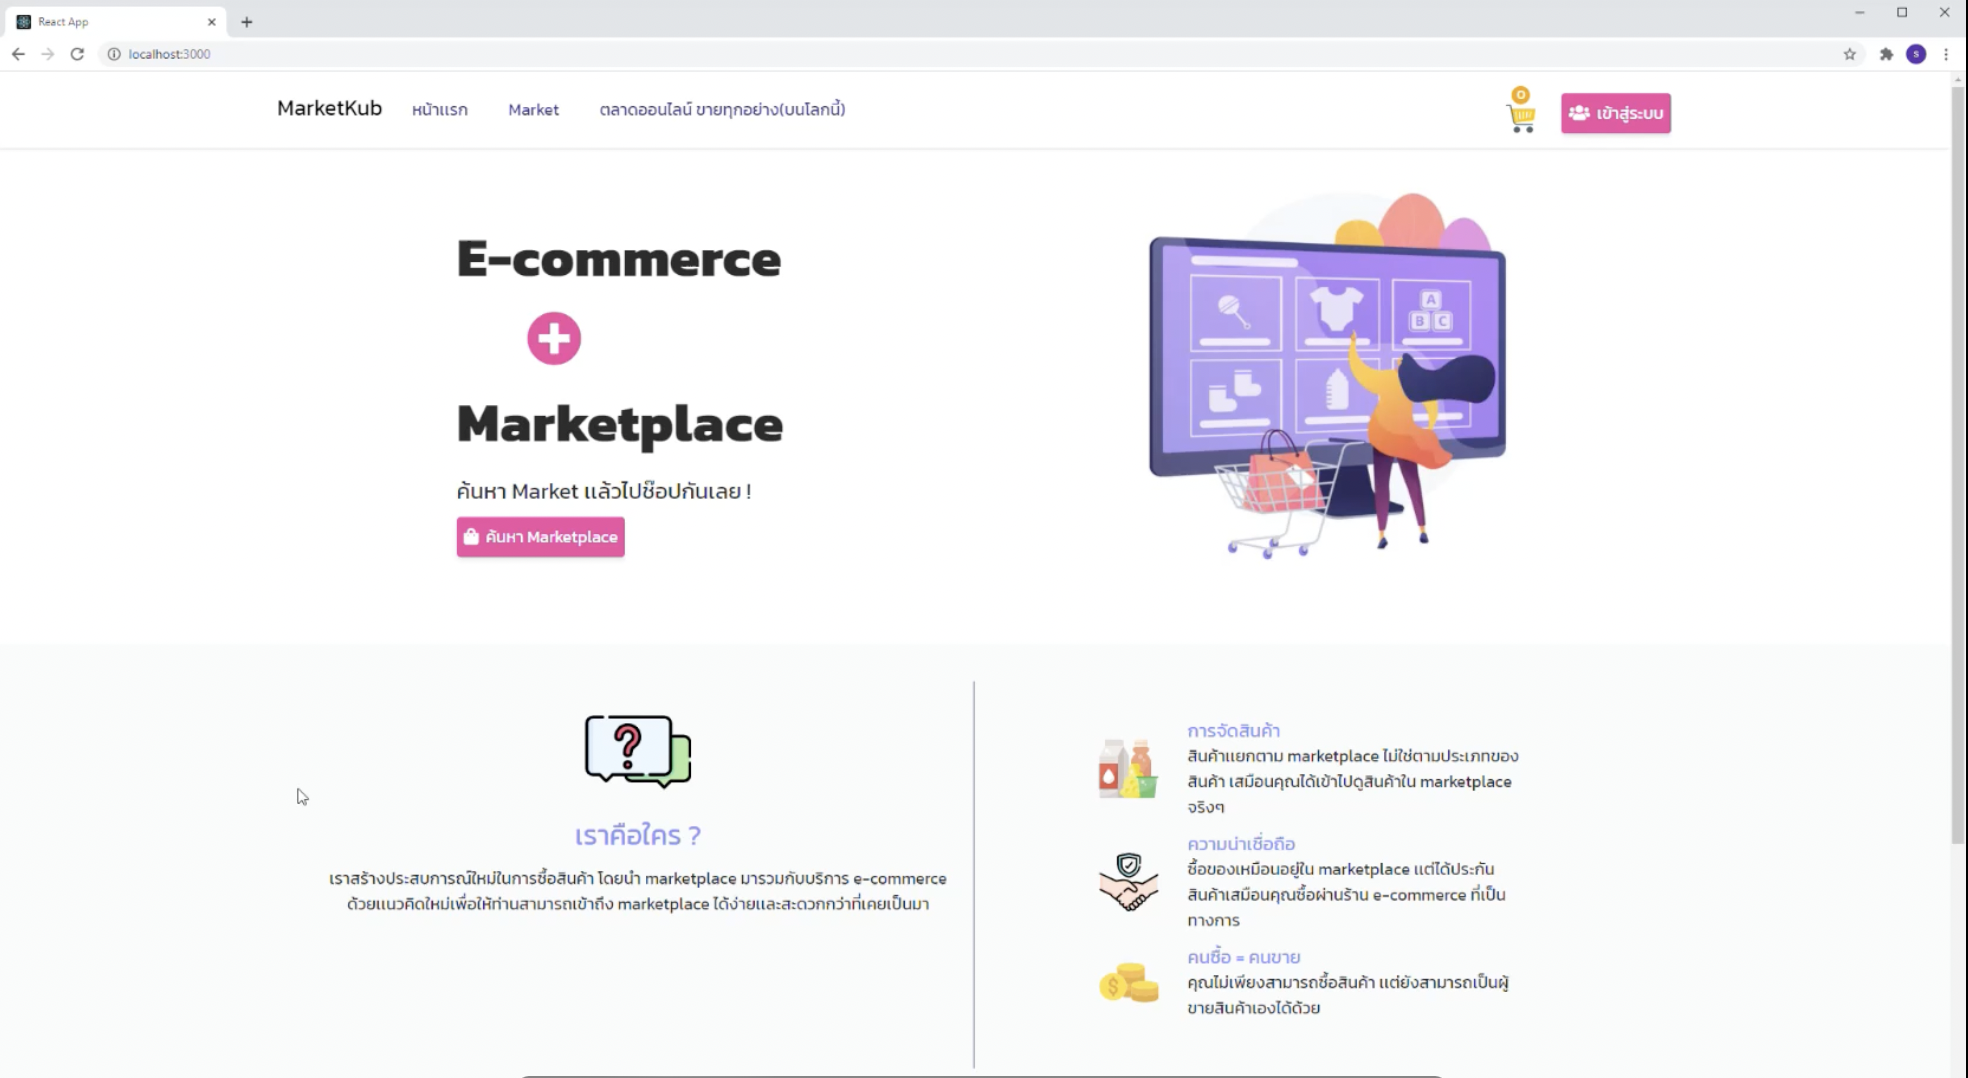 React App
localhost:3000
S
MarketKub
หน้าแรก
Market
ตลาดออนไลน์ ขายทุกอย่าง(บนโลกนี้)
0
เข้าสู่ระบบ
E-commerce
Marketplace
ค้นหา Market แล้วไปช๊อปกันเลย !
ค้นหา Marketplace
A
B C
?
เราคือใคร ?
เราสร้างประสบการณ์ใหม่ในการซื้อสินค้า โดยนำ marketplace มารวมกับบริการ e-commerce
ด้วยแนวคิดใหม่เพื่อให้ท่านสามารถเข้าถึง marketplace ได้ง่ายและสะดวกกว่าที่เคยเป็นมา
การจัดสินค้า
สินค้าแยกตาม marketplace ไม่ใช่ตามประเภทของ
สินค้า เสมือนคุณได้เข้าไปดูสินค้าใน marketplace
จริงๆ
ความน่าเชื่อถือ
ซื้อของเหมือนอยู่ใน marketplace แต่ได้ประกัน
สินค้าเสมือนคุณซื้อผ่านร้าน e-commerce ที่เป็น
ทางการ
$
คนซื้อ = คนขาย
คุณไม่เพียงสามารถซื้อสินค้า แต่ยังสามารถเป็นผู้
ขายสินค้าเองได้ด้วย